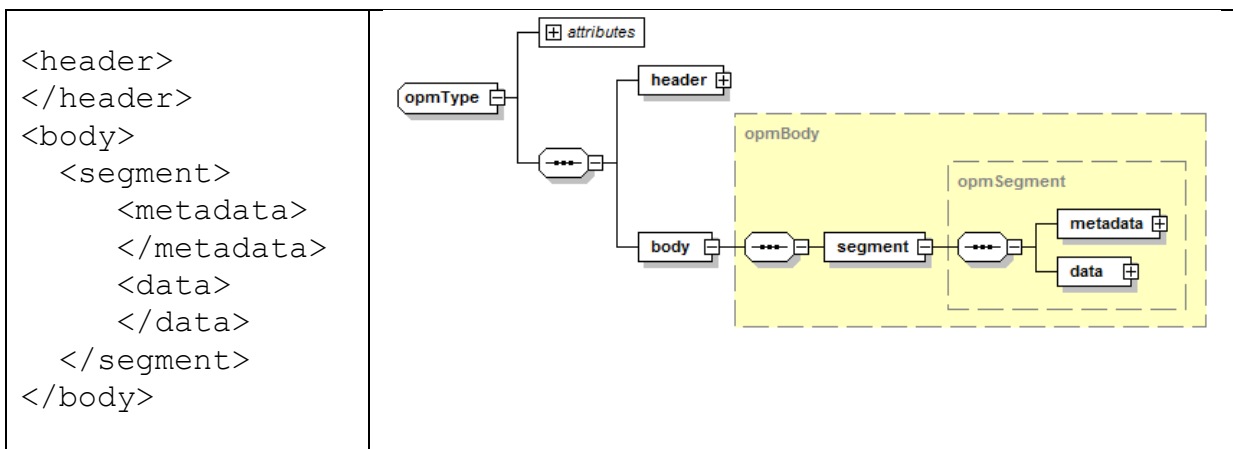 <header>
</header>
<body>
<segment>
<metadata>
</metadata>
<data>
</data>
</segment>
</body>
attributes
opmType
header
opmBody
opmSegment
metadata
body
segment
data